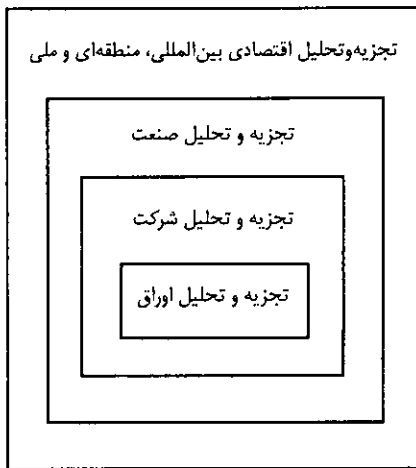 تجزیه‌وتحلیل اقتصادی بین‌المللی، منطقه‌ای و ملی
تجزیه و تحلیل صنعت
تجزیه و تحلیل شرکت
تجزیه و تحلیل اوراق